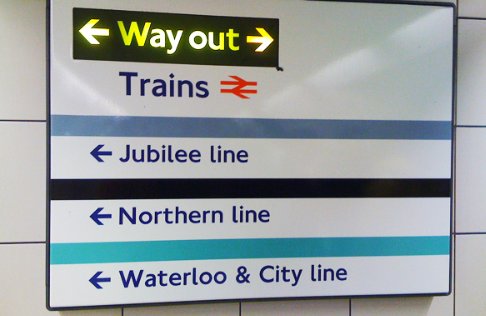 ← Way out →
Trains
← Jubilee line
← Northern line
← Waterloo & City line